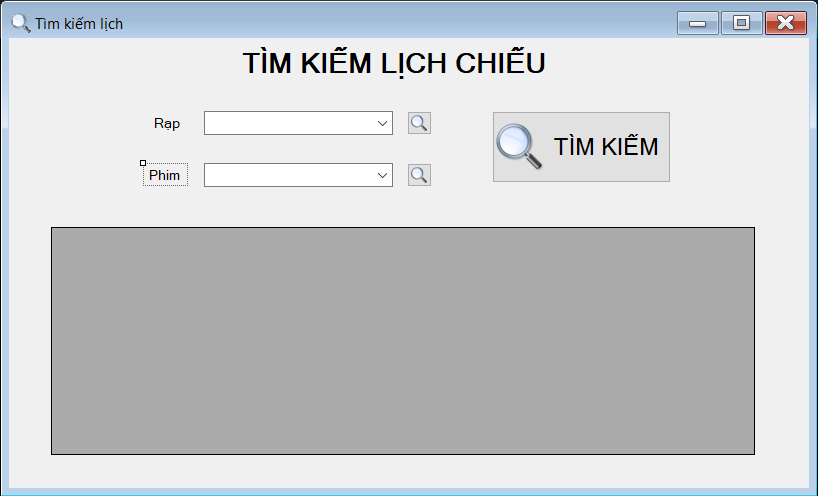 Tìm kiếm lịch
TÌM KIẾM LỊCH CHIẾU
Rạp
TÌM KIẾM
Phim